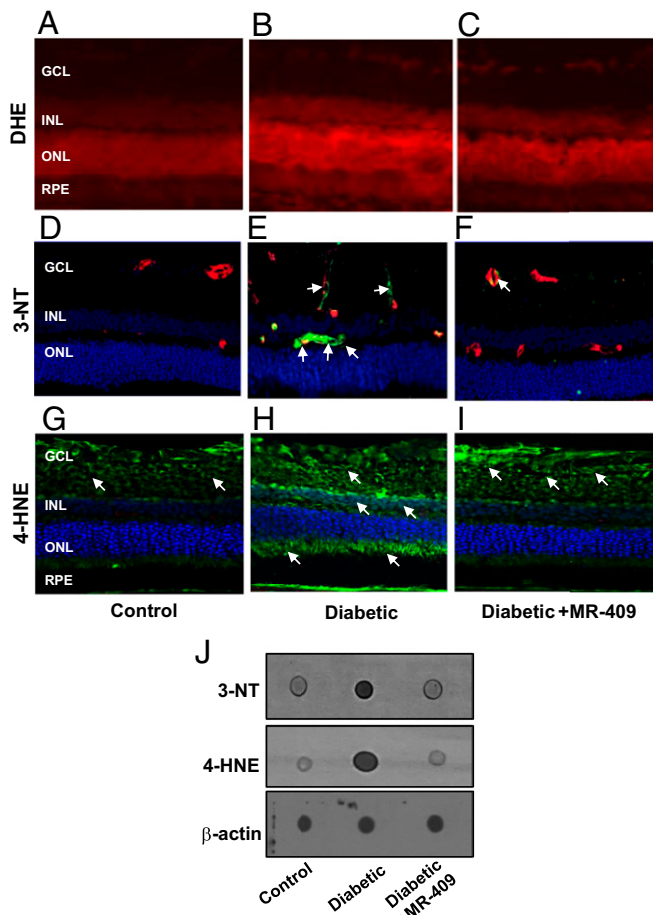 A B C
GCL
INL
ONL
RPE
DHE
D E F
GCL
INL
ONL
3-NT
G H I
GCL
INL
ONL
RPE
4-HNE
Control Diabetic Diabetic +MR-409
J
3-NT
4-HNE
β-actin
Control
Diabetic
Diabetic
MR-409